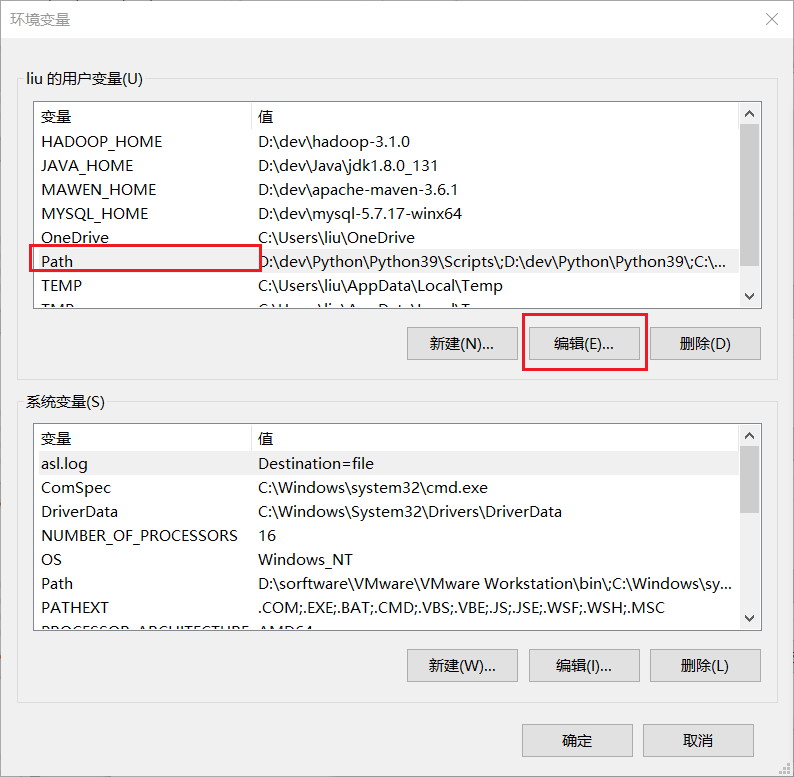 环境变量
liu 的用户变量(U)
变量 值
HADOOP_HOME D:\dev\hadoop-3.1.0
JAVA_HOME D:\dev\Java\jdk1.8.0_131
MAWEN_HOME D:\dev\apache-maven-3.6.1
MYSQL_HOME D:\dev\mysql-5.7.17-winx64
OneDrive C:\Users\liu\OneDrive
Path D:\dev\Python\Python39\Scripts\;D:\dev\Python\Python39\;C:\...
TEMP C:\Users\liu\AppData\Local\Temp
TMP C:\Users\liu\AppData\Local\Temp
新建(N)... 编辑(E)... 删除(D)
系统变量(S)
变量 值
asl.log Destination=file
ComSpec C:\Windows\system32\cmd.exe
DriverData C:\Windows\System32\Drivers\DriverData
NUMBER_OF_PROCESSORS 16
OS Windows_NT
Path D:\sorftware\VMware\VMware Workstation\bin\;C:\Windows\sy...
PATHEXT .COM;.EXE;.BAT;.CMD;.VBS;.VBE;.JS;.JSE;.WSF;.WSH;.MSC
PROCESSOR_ARCHITECTURE AMD64
新建(W)... 编辑(I)... 删除(L)
确定 取消